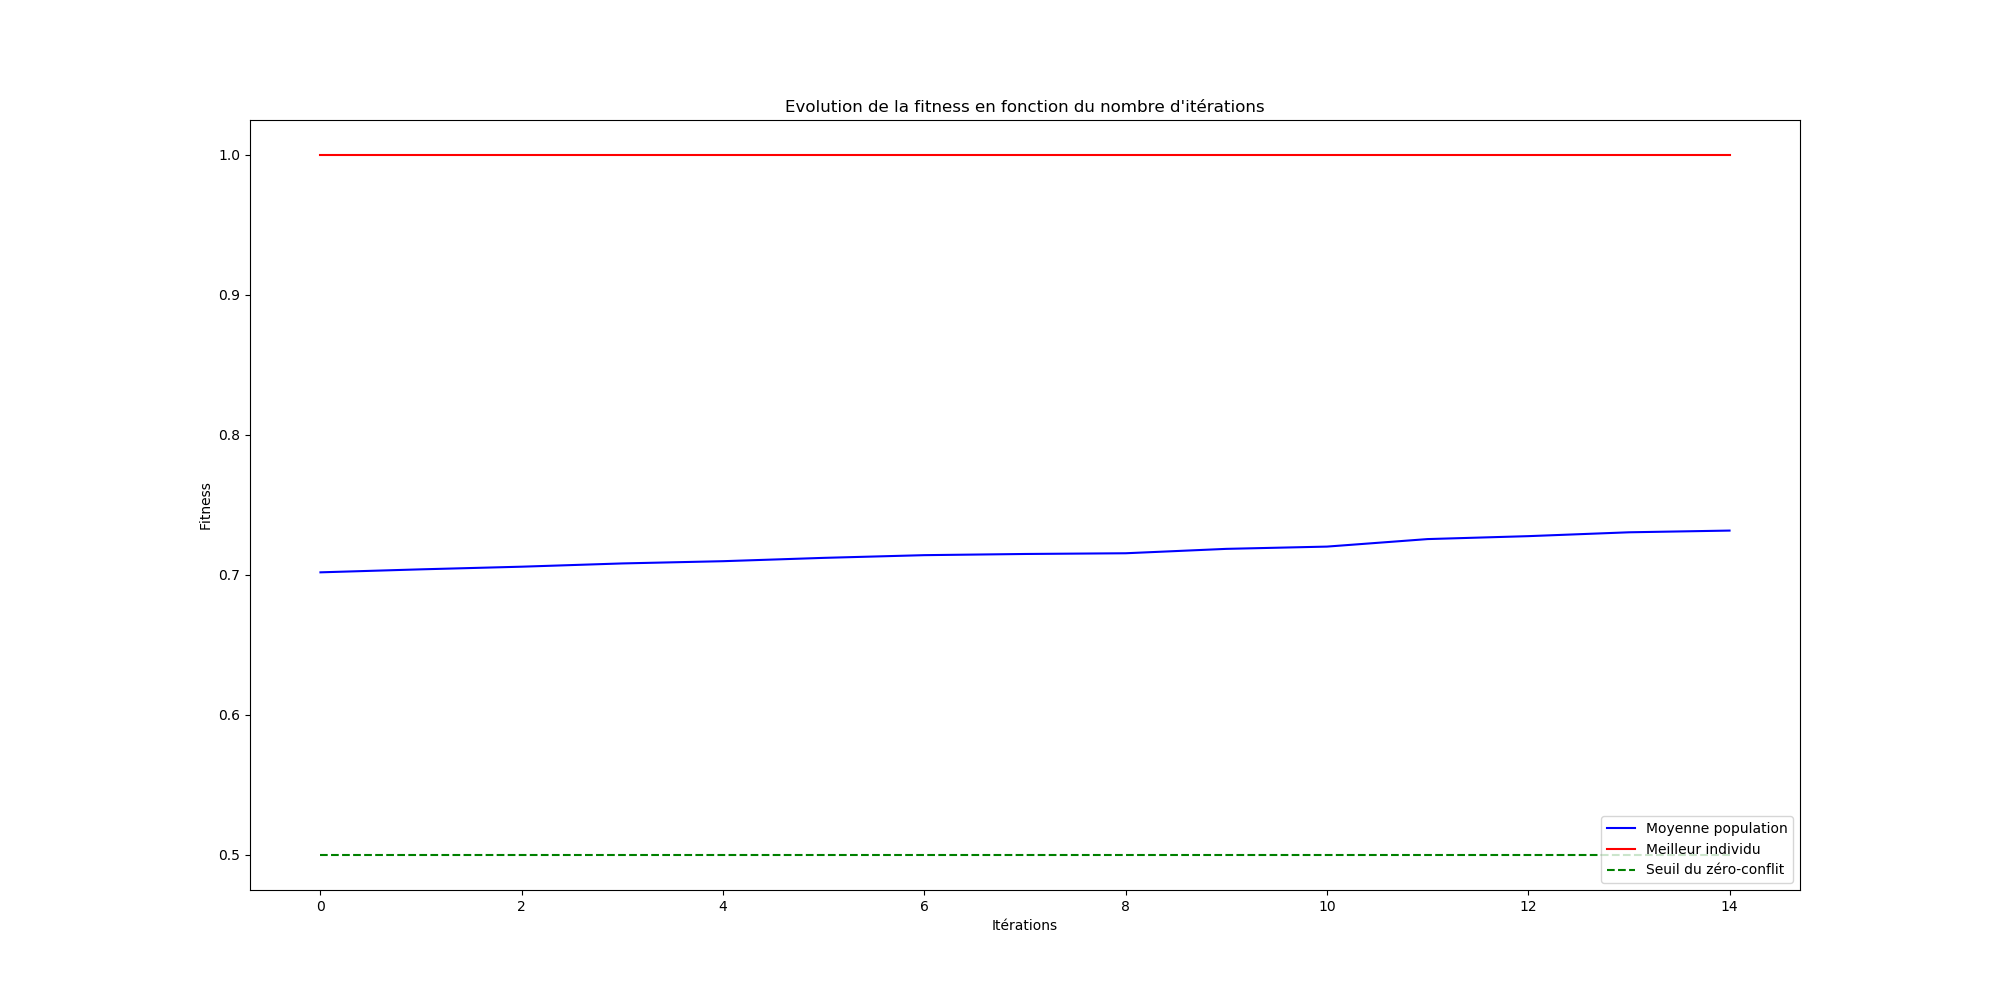 Evolution de la fitness en fonction du nombre d'itérations
1.0
0.9
0.8
0.7
0.6
0.5
Fitness
0 2 4 6 8 10 12 14
Itérations
Moyenne population
Meilleur individu
Seuil du zéro-conflit